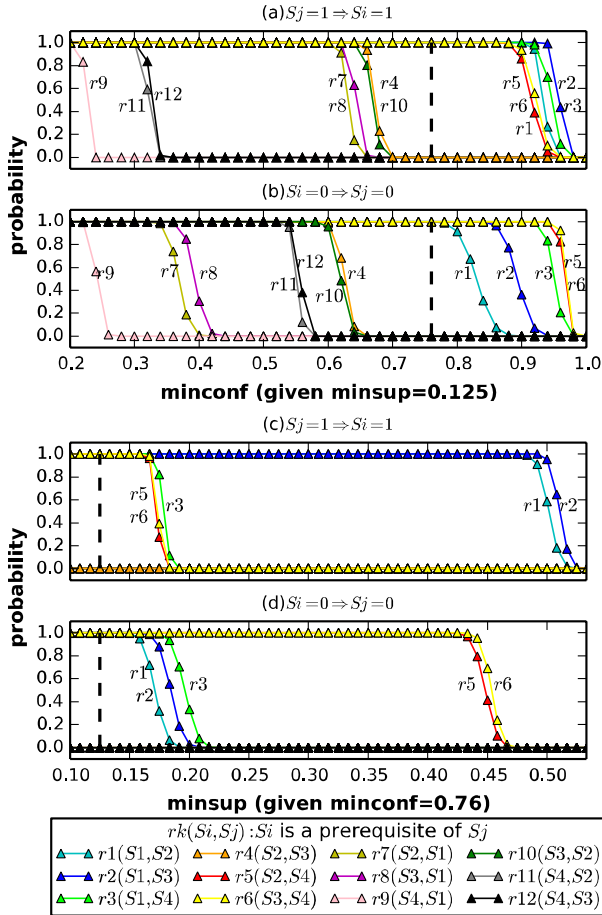 (a)Sj=1⇒Si=1
1.0
0.8
0.6
0.4
0.2
0.0
r9
r11
r12
r7
r8
r4
r10
r5
r6
r1
r2
r3
probability
(b)Si=0⇒Sj=0
1.0
0.8
0.6
0.4
0.2
0.0
r9
r7
r8
r12
r11
r4
r10
r1
r2
r3
r5
r6
0.2 0.3 0.4 0.5 0.6 0.7 0.8 0.9 1.0
minconf (given minsup=0.125)
(c)Sj=1⇒Si=1
1.0
0.8
0.6
0.4
0.2
0.0
r5
r6
r3
r1
r2
probability
(d)Si=0⇒Sj=0
1.0
0.8
0.6
0.4
0.2
0.0
r1
r2
r3
r5
r6
0.10 0.15 0.20 0.25 0.30 0.35 0.40 0.45 0.50
minsup (given minconf=0.76)
rk(Si,Sj):Si is a prerequisite of Sj
r1(S1,S2) r4(S2,S3) r7(S2,S1) r10(S3,S2)
r2(S1,S3) r5(S2,S4) r8(S3,S1) r11(S4,S2)
r3(S1,S4) r6(S3,S4) r9(S4,S1) r12(S4,S3)